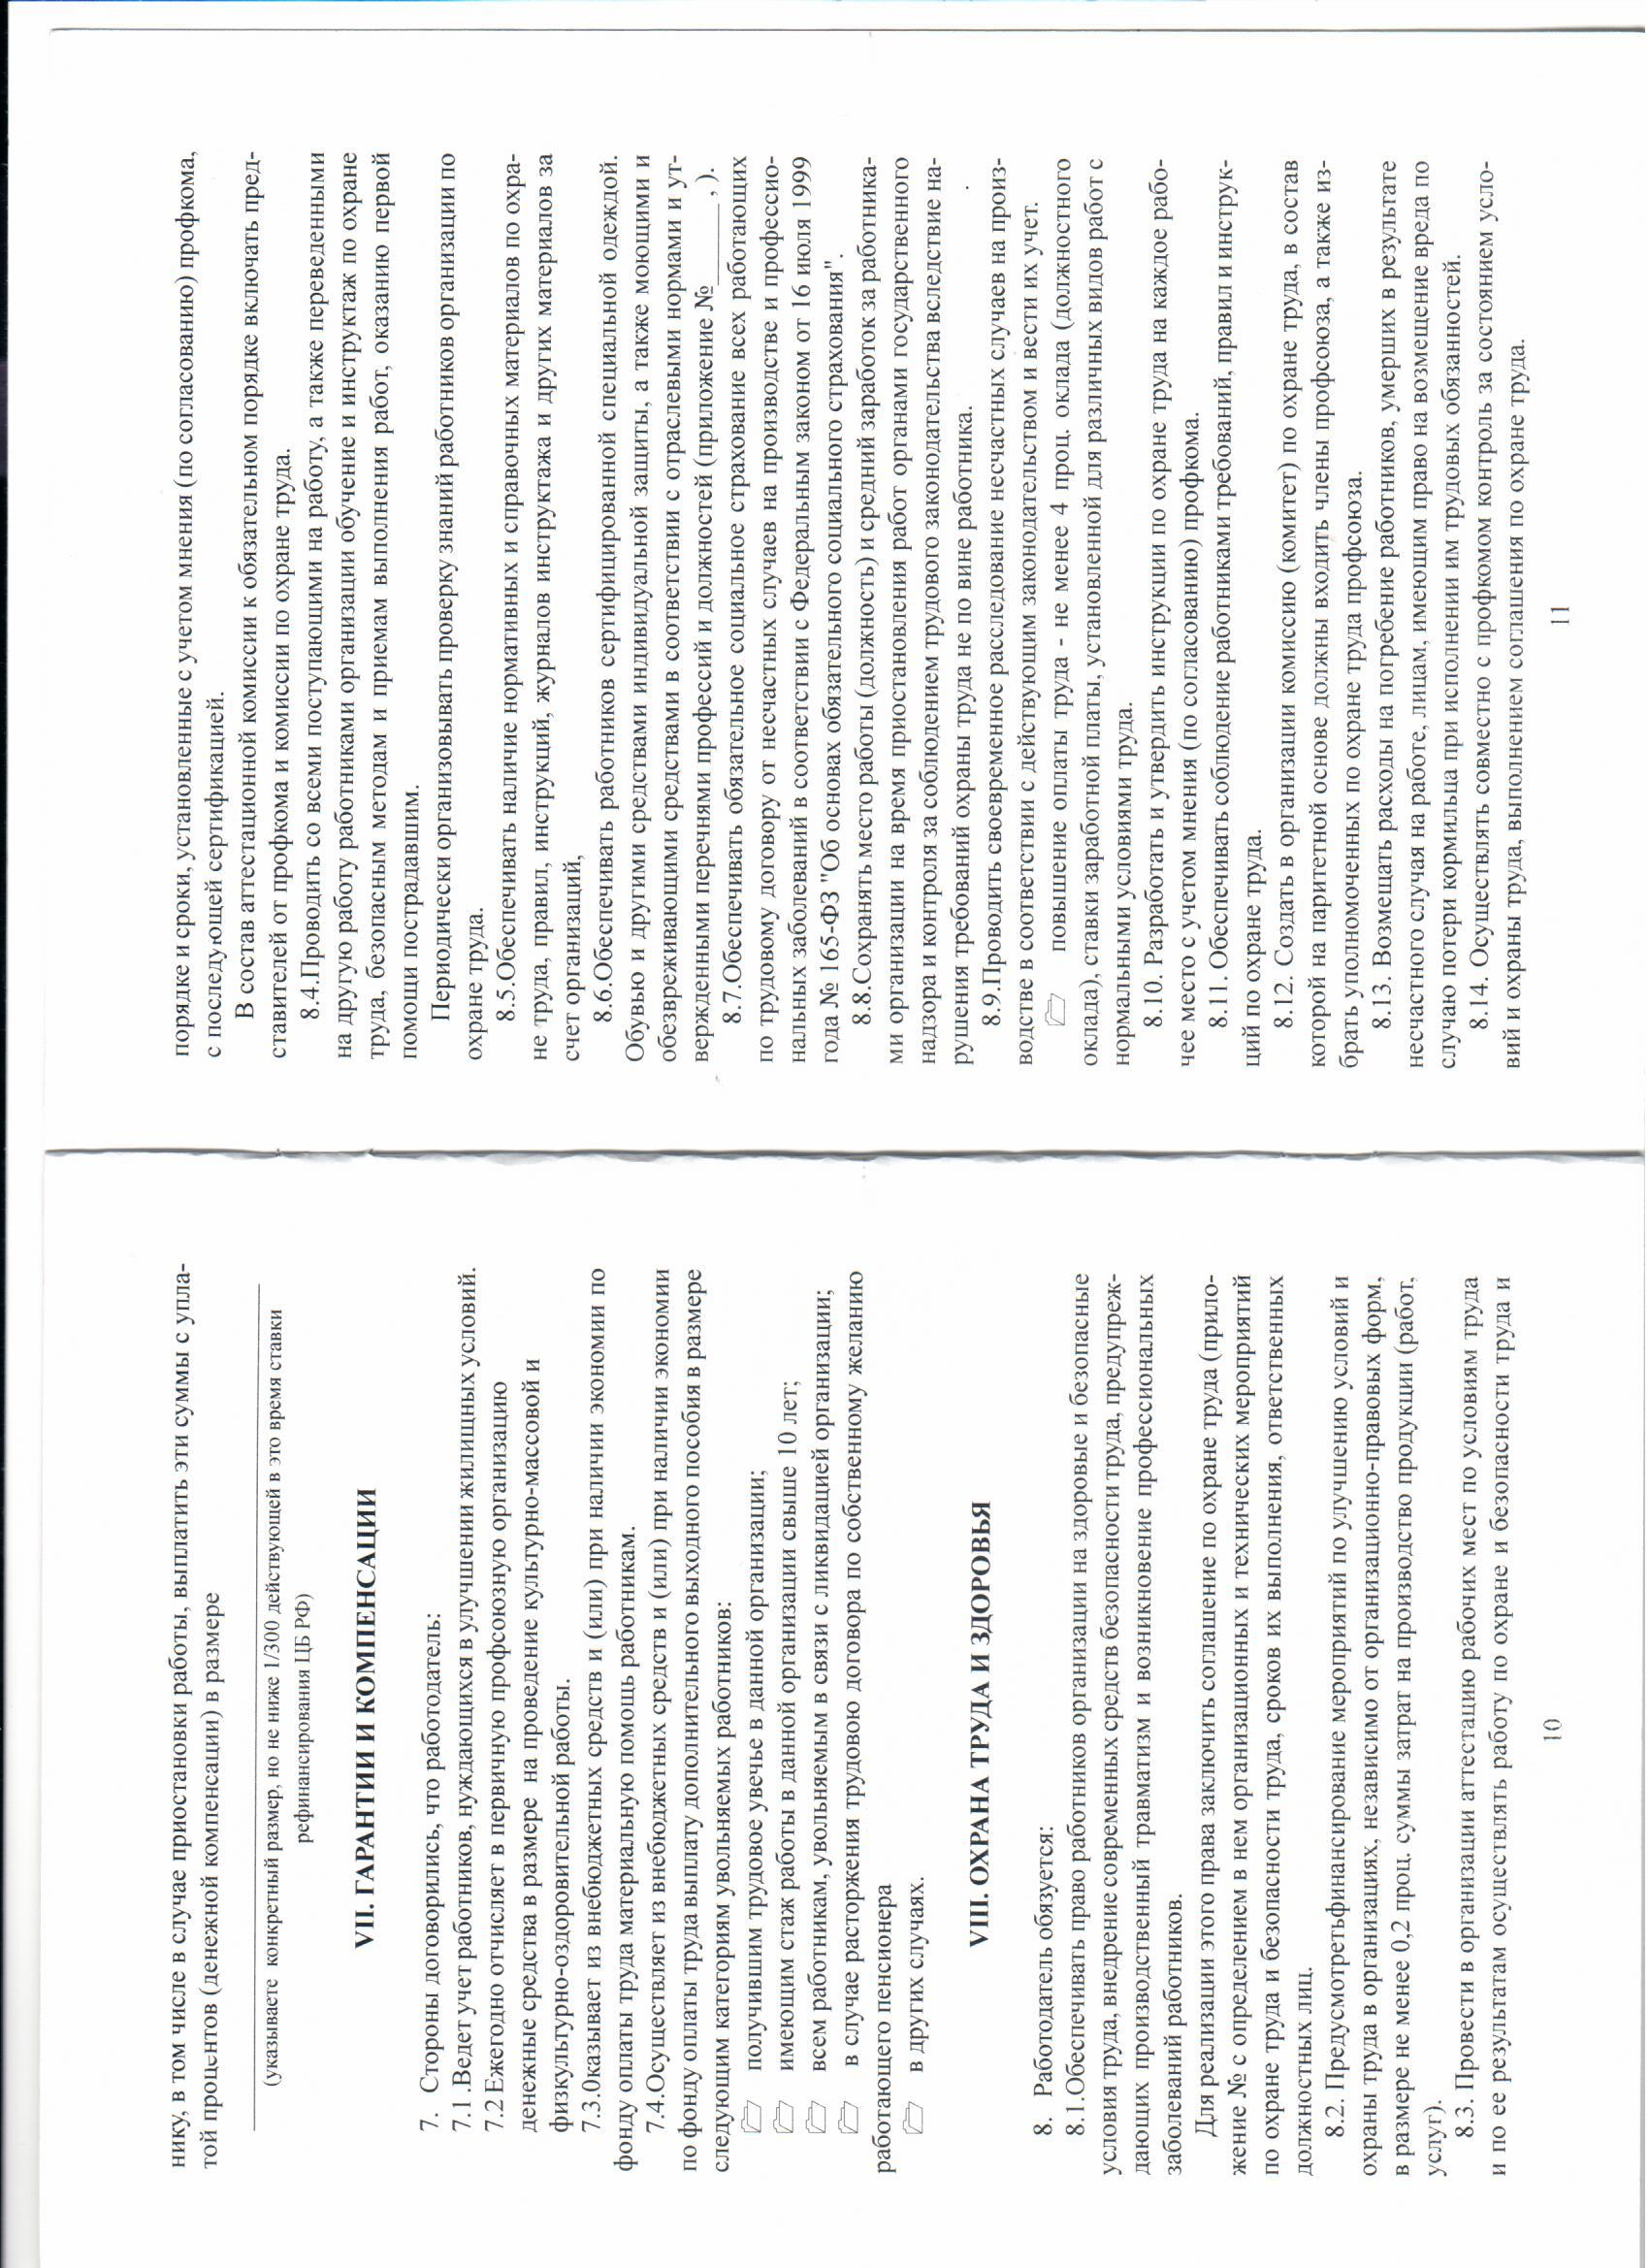 нику, в том числе в случае приостановки работы, выплатить эти суммы с упла-
той процентов (денежной компенсации) в размере
(указываете конкретный размер, но не ниже 1/300 действующей в это время ставки
рефинансирования ЦБ РФ)
VII. ГАРАНТИИ И КОМПЕНСАЦИИ
7. Стороны договорились, что работодатель:
7.1 .Ведет учет работников, нуждающихся в улучшении жилищных условий.
7.2 Ежегодно отчисляет в первичную профсоюзную организацию
денежные средства в размере на проведение культурно-массовой и
физкультурно-оздоровительной работы.
7.3.Оказывает из внебюджетных средств и (или) при наличии экономии по
фонду оплаты труда материальную помощь работникам.
7.4.Осуществляет из внебюджетных средств и (или) при наличии экономии
по фонду оплаты труда выплату дополнительного выходного пособия в размере
следующим категориям увольняемых работников:
получившим трудовое увечье в данной организации;
имеющим стаж работы в данной организации свыше 10 лет;
всем работникам, увольняемым в связи с ликвидацией организации;
в случае расторжения трудовою договора по собственному желанию
работающего пенсионера
в других случаях.
VIII. ОХРАНА ТРУДА И ЗДОРОВЬЯ
8. Работодатель обязуется:
8.1.Обеспечивать право работников организации на здоровые и безопасные
условия труда, внедрение современных средств безопасности труда, предупреж-
дающих производственный травматизм и возникновение профессиональных
заболеваний работников.
Для реализации этого права заключить соглашение по охране труда (прило-
жение № с определением в нем организационных и технических мероприятий
по охране труда и безопасности труда, сроков их выполнения, ответственных
должностных лиц.
8.2. Предусмотретьфинансирование мероприятий по улучшению условий и
охраны труда в организациях, независимо от организационно-правовых форм,
в размере не менее 0,2 проц. суммы затрат на производство продукции (работ,
услуг).
8.3. Провести в организации аттестацию рабочих мест по условиям труда
и по ее результатам осуществлять работу по охране и безопасности труда и
10
порядке и сроки, установленные с учетом мнения (по согласованию) профкома,
с последующей сертификацией.
В состав аттестационной комиссии к обязательном порядке включать пред-
ставителей от профкома и комиссии по охране труда.
8.4.Проводить со всеми поступающими на работу, а также переведенными
на другую работу работниками организации обучение и инструктаж по охране
труда, безопасным методам и приемам выполнения работ, оказанию первой
помощи пострадавшим.
Периодически организовывать проверку знаний работников организации по
охране труда.
8.5.Обеспечивать наличие нормативных и справочных материалов по охра-
не труда, правил, инструкций, журналов инструктажа и других материалов за
счет организаций,
8.6.Обеспечивать работников сертифицированной специальной одеждой.
Обувью и другими средствами индивидуальной защиты, а также моющими и
обезвреживающими средствами в соответствии с отраслевыми нормами и ут-
вержденными перечнями профессий и должностей (приложение №______ , ).
8.7.Обеспечивать обязательное социальное страхование всех работающих
по трудовому договору от несчастных случаев на производстве и профессио-
нальных заболеваний в соответствии с Федеральным законом от 16 июля 1999
года № 165-ФЗ "Об основах обязательного социального страхования".
8.8.Сохранять место работы (должность) и средний заработок за работника-
ми организации на время приостановления работ органами государственного
надзора и контроля за соблюдением трудового законодательства вследствие на-
рушения требований охраны труда не по вине работника.
8.9.Проводить своевременное расследование несчастных случаев на произ-
водстве в соответствии с действующим законодательством и вести их учет.
повышение оплаты труда - не менее 4 проц. оклада (должностного
оклада), ставки заработной платы, установленной для различных видов работ с
нормальными условиями труда.
8.10. Разработать и утвердить инструкции по охране труда на каждое рабо-
чее место с учетом мнения (по согласованию) профкома.
8.11. Обеспечивать соблюдение работниками требований, правил и инструк-
ций по охране труда.
8.12. Создать в организации комиссию (комитет) по охране труда, в состав
которой на паритетной основе должны входить члены профсоюза, а также из-
брать уполномоченных по охране труда профсоюза.
8.13. Возмещать расходы на погребение работников, умерших в результате
несчастного случая на работе, лицам, имеющим право на возмещение вреда по
случаю потери кормильца при исполнении им трудовых обязанностей.
8.14. Осуществлять совместно с профкомом контроль за состоянием усло-
вий и охраны труда, выполнением соглашения по охране труда.
11